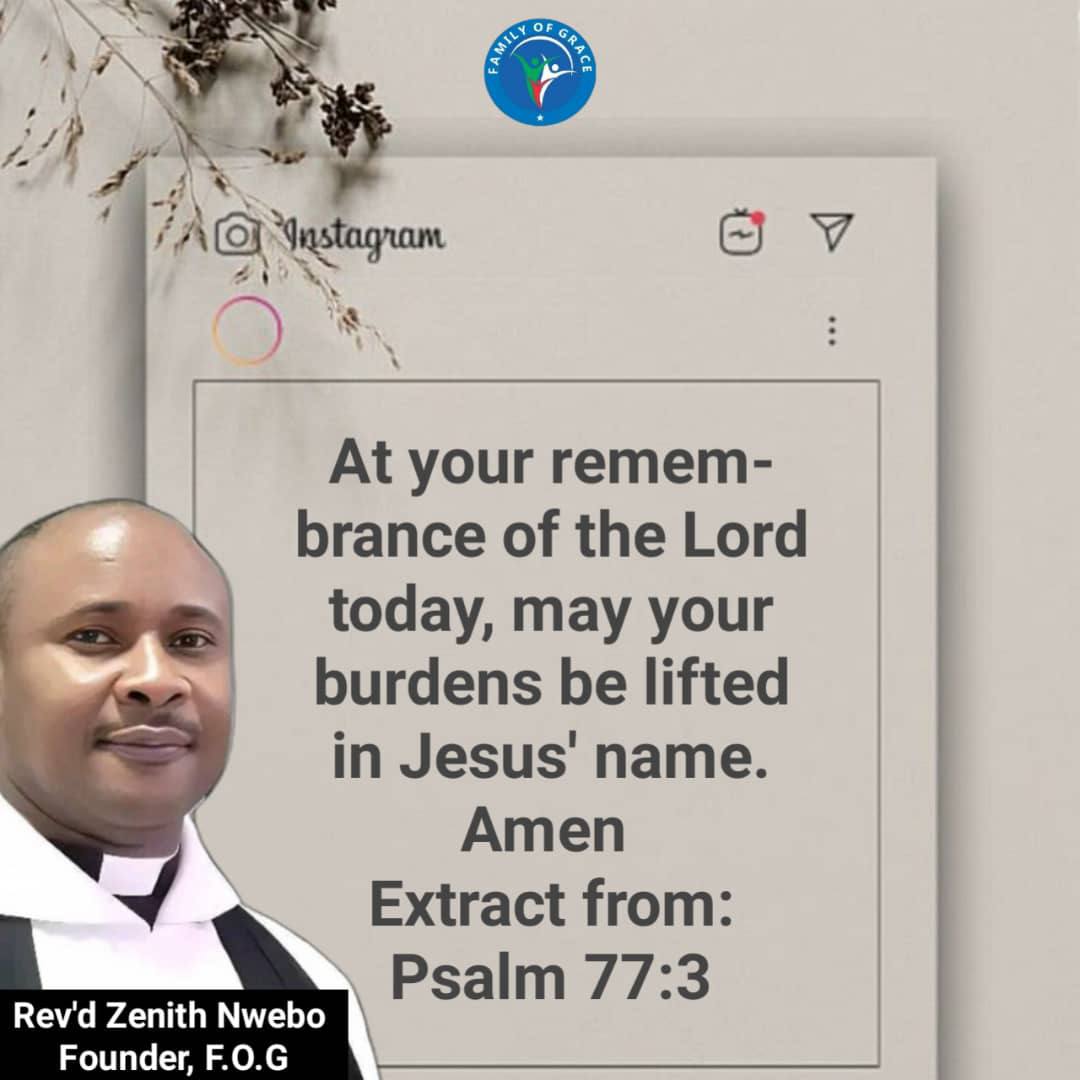 FAMILY OF GRACE
Instagram
At your remem-
brance of the Lord
today, may your
burdens be lifted
in Jesus' name.
Amen
Extract from:
Psalm 77:3
Rev'd Zenith Nwebo
Founder, F.O.G